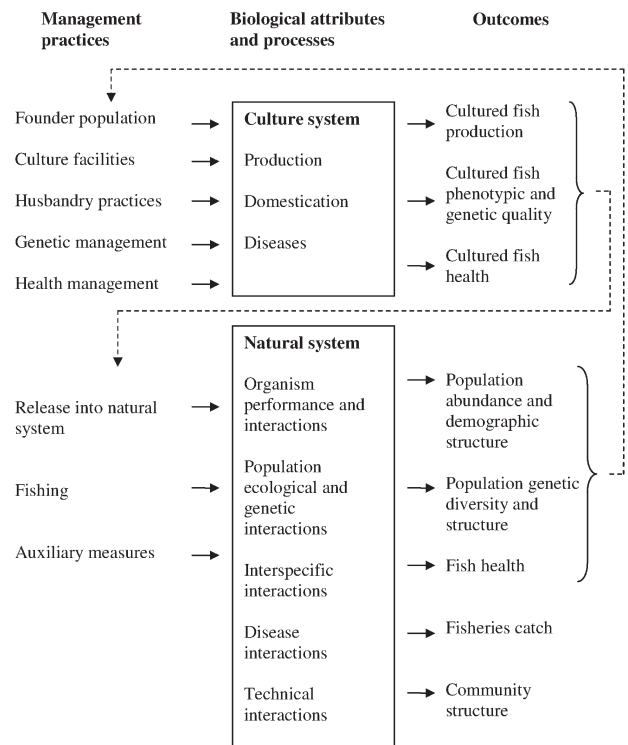 Management
practices
Biological attributes
and processes
Outcomes
Founder population
Culture facilities
Husbandry practices
Genetic management
Health management
Culture system
Production
Domestication
Diseases
Cultured fish
production
Cultured fish
phenotypic and
genetic quality
Cultured fish
health
Release into natural
system
Fishing
Auxiliary measures
Natural system
Organism
performance and
interactions
Population
ecological and
genetic
interactions
Interspecific
interactions
Disease
interactions
Technical
interactions
Population
abundance and
demographic
structure
Population genetic
diversity and
structure
Fish health
Fisheries catch
Community
structure